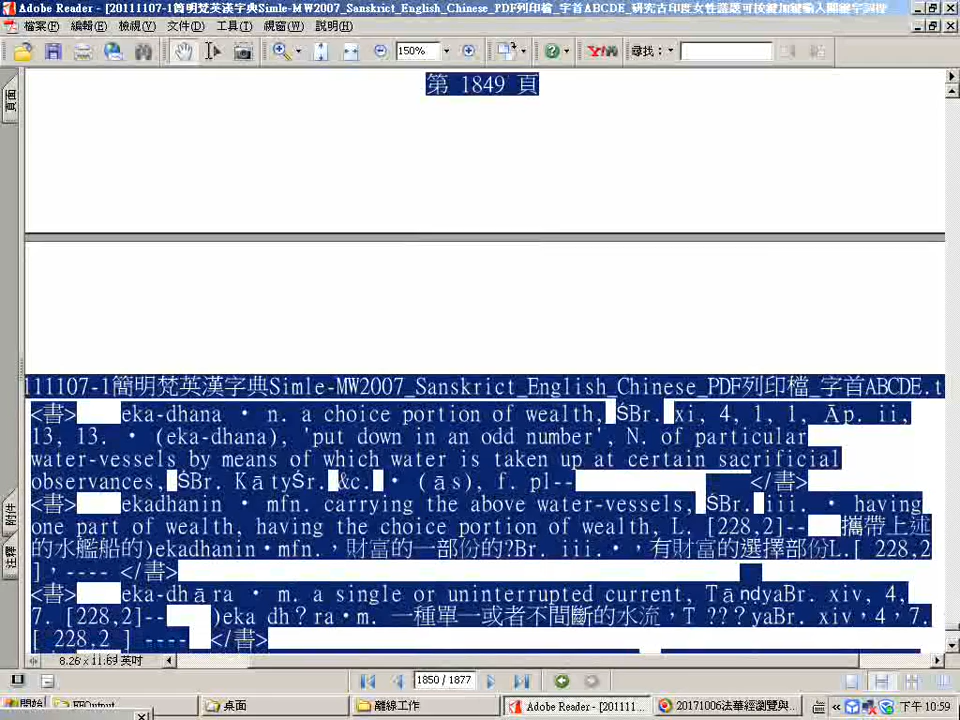 Adobe Reader - [20111107-1簡明梵英漢字典Simle-MW2007_Sanskrict_English_Chinese_PDF列印檔_字首ABCDE_研究古印度女性議題可按鍵加鍵輸入關鍵字詞檢
檔案(F) 編輯(E) 檢視(V) 文件(D) 工具(T) 視窗(W) 說明(H)
150% Y! 尋找:
頁面
第 1849 頁
111107-1簡明梵英漢字典Simle-MW2007_Sanskrict_English_Chinese_PDF列印檔_字首ABCDE.t
<書> eka-dhana • n. a choice portion of wealth, ŚBr. xi, 4, 1, 1, Āp. ii,
13, 13. • (eka-dhana), 'put down in an odd number', N. of particular
water-vessels by means of which water is taken up at certain sacrificial
observances, ŚBr. KātyŚr. &c. • (ās), f. pl-- </書>
<書> ekadhanin • mfn. carrying the above water-vessels, ŚBr. iii. • having
one part of wealth, having the choice portion of wealth, L. [228,2]-- 攜帶上述
的水艦船的)ekadhanin•mfn.，財富的一部份的?Br. iii.•，有財富的選擇部份L.[ 228,2
]，---- </書>
<書> eka-dhāra • m. a single or uninterrupted current, TāṇḍyaBr. xiv, 4,
7. [228,2]-- )eka dh?ra•m. 一種單一或者不間斷的水流，T ???yaBr. xiv，4，7.
[ 228,2 ] ---- </書>
附件
注釋
8.26 x 11.69 英吋
1850 / 1877
開始 桌面 離線工作 Adobe Reader - [2011... 20171006法華經瀏覽與... 下午 10:59